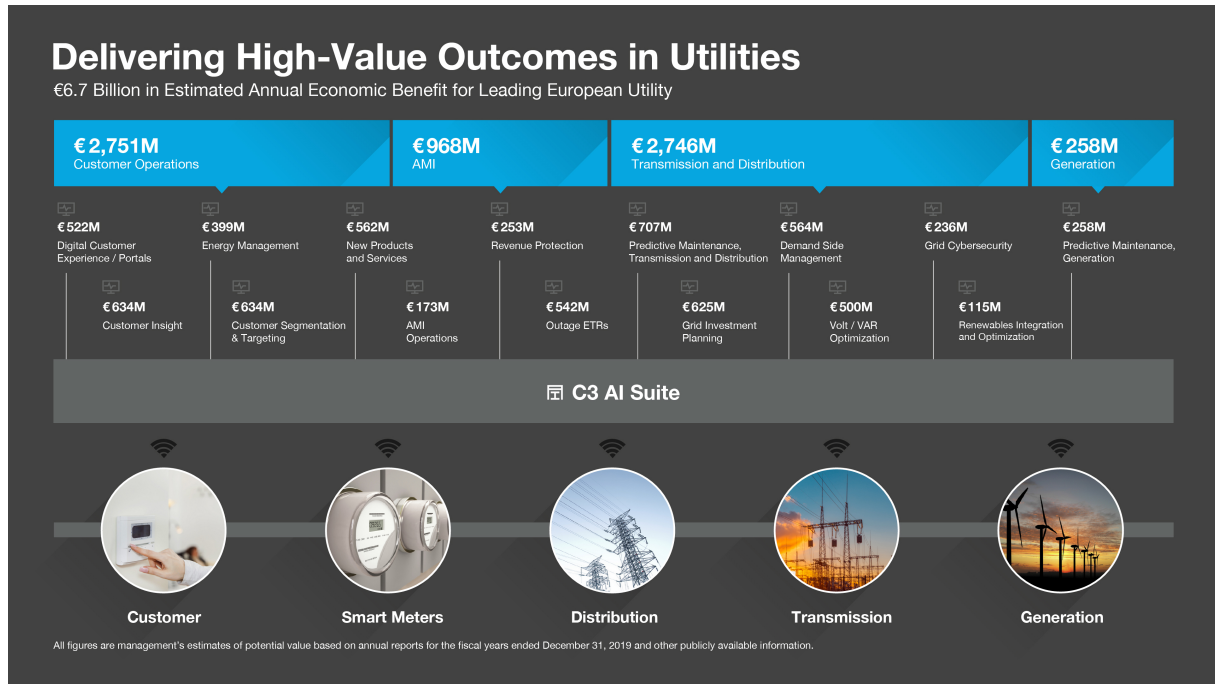 Delivering High-Value Outcomes in Utilities
€6.7 Billion in Estimated Annual Economic Benefit for Leading European Utility
€2,751M
Customer Operations
€968M
AMI
€2,746M
Transmission and Distribution
€258M
Generation
€522M
Digital Customer
Experience / Portals
€399M
Energy Management
€562M
New Products
and Services
€253M
Revenue Protection
€707M
Predictive Maintenance,
Transmission and Distribution
€564M
Demand Side
Management
€236M
Grid Cybersecurity
€258M
Predictive Maintenance,
Generation
€634M
Customer Insight
€634M
Customer Segmentation
& Targeting
€173M
AMI
Operations
€542M
Outage ETRs
€625M
Grid Investment
Planning
€500M
Volt / VAR
Optimization
€115M
Renewables Integration
and Optimization
C3 AI Suite
Customer
Smart Meters
Distribution
Transmission
Generation
All figures are management's estimates of potential value based on annual reports for the fiscal years ended December 31, 2019 and other publicly available information.